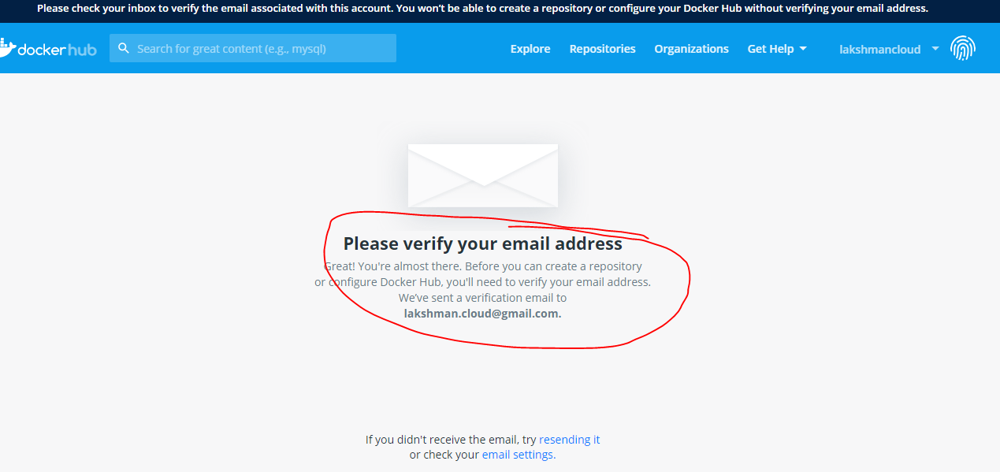 Please check your inbox to verify the email associated with this account. You won’t be able to create a repository or configure your Docker Hub without verifying your email address.
dockerhub Search for great content (e.g., mysql) Explore Repositories Organizations Get Help lakshmancloud
Please verify your email address
Great! You're almost there. Before you can create a repository
or configure Docker Hub, you'll need to verify your email address.
We’ve sent a verification email to
lakshman.cloud@gmail.com.
If you didn't receive the email, try resending it
or check your email settings.